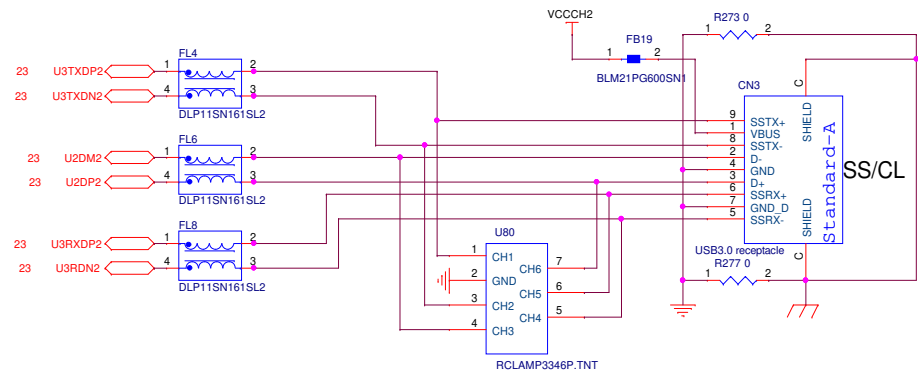 VCCCH2
R273 0
1 2
FB19
1 2
BLM21PG600SN1
FL4
23 U3TXDP2 1 2
23 U3TXDN2 4 3
DLP11SN161SL2
FL6
23 U2DM2 1 2
23 U2DP2 4 3
DLP11SN161SL2
FL8
23 U3RXDP2 1 2
23 U3RDN2 4 3
DLP11SN161SL2
CN3
C
SHIELD
9 SSTX+
1 VBUS
8 SSTX-
2 D-
4 GND
3 D+
6 SSRX+
7 GND_D
5 SSRX-
SHIELD
C
Standard-A
SS/CL
USB3.0 receptacle
R277 0
1 2
U80
1 CH1
2 GND
3 CH2
4 CH3
CH6 7
CH5 6
CH4 5
RCLAMP3346P.TNT